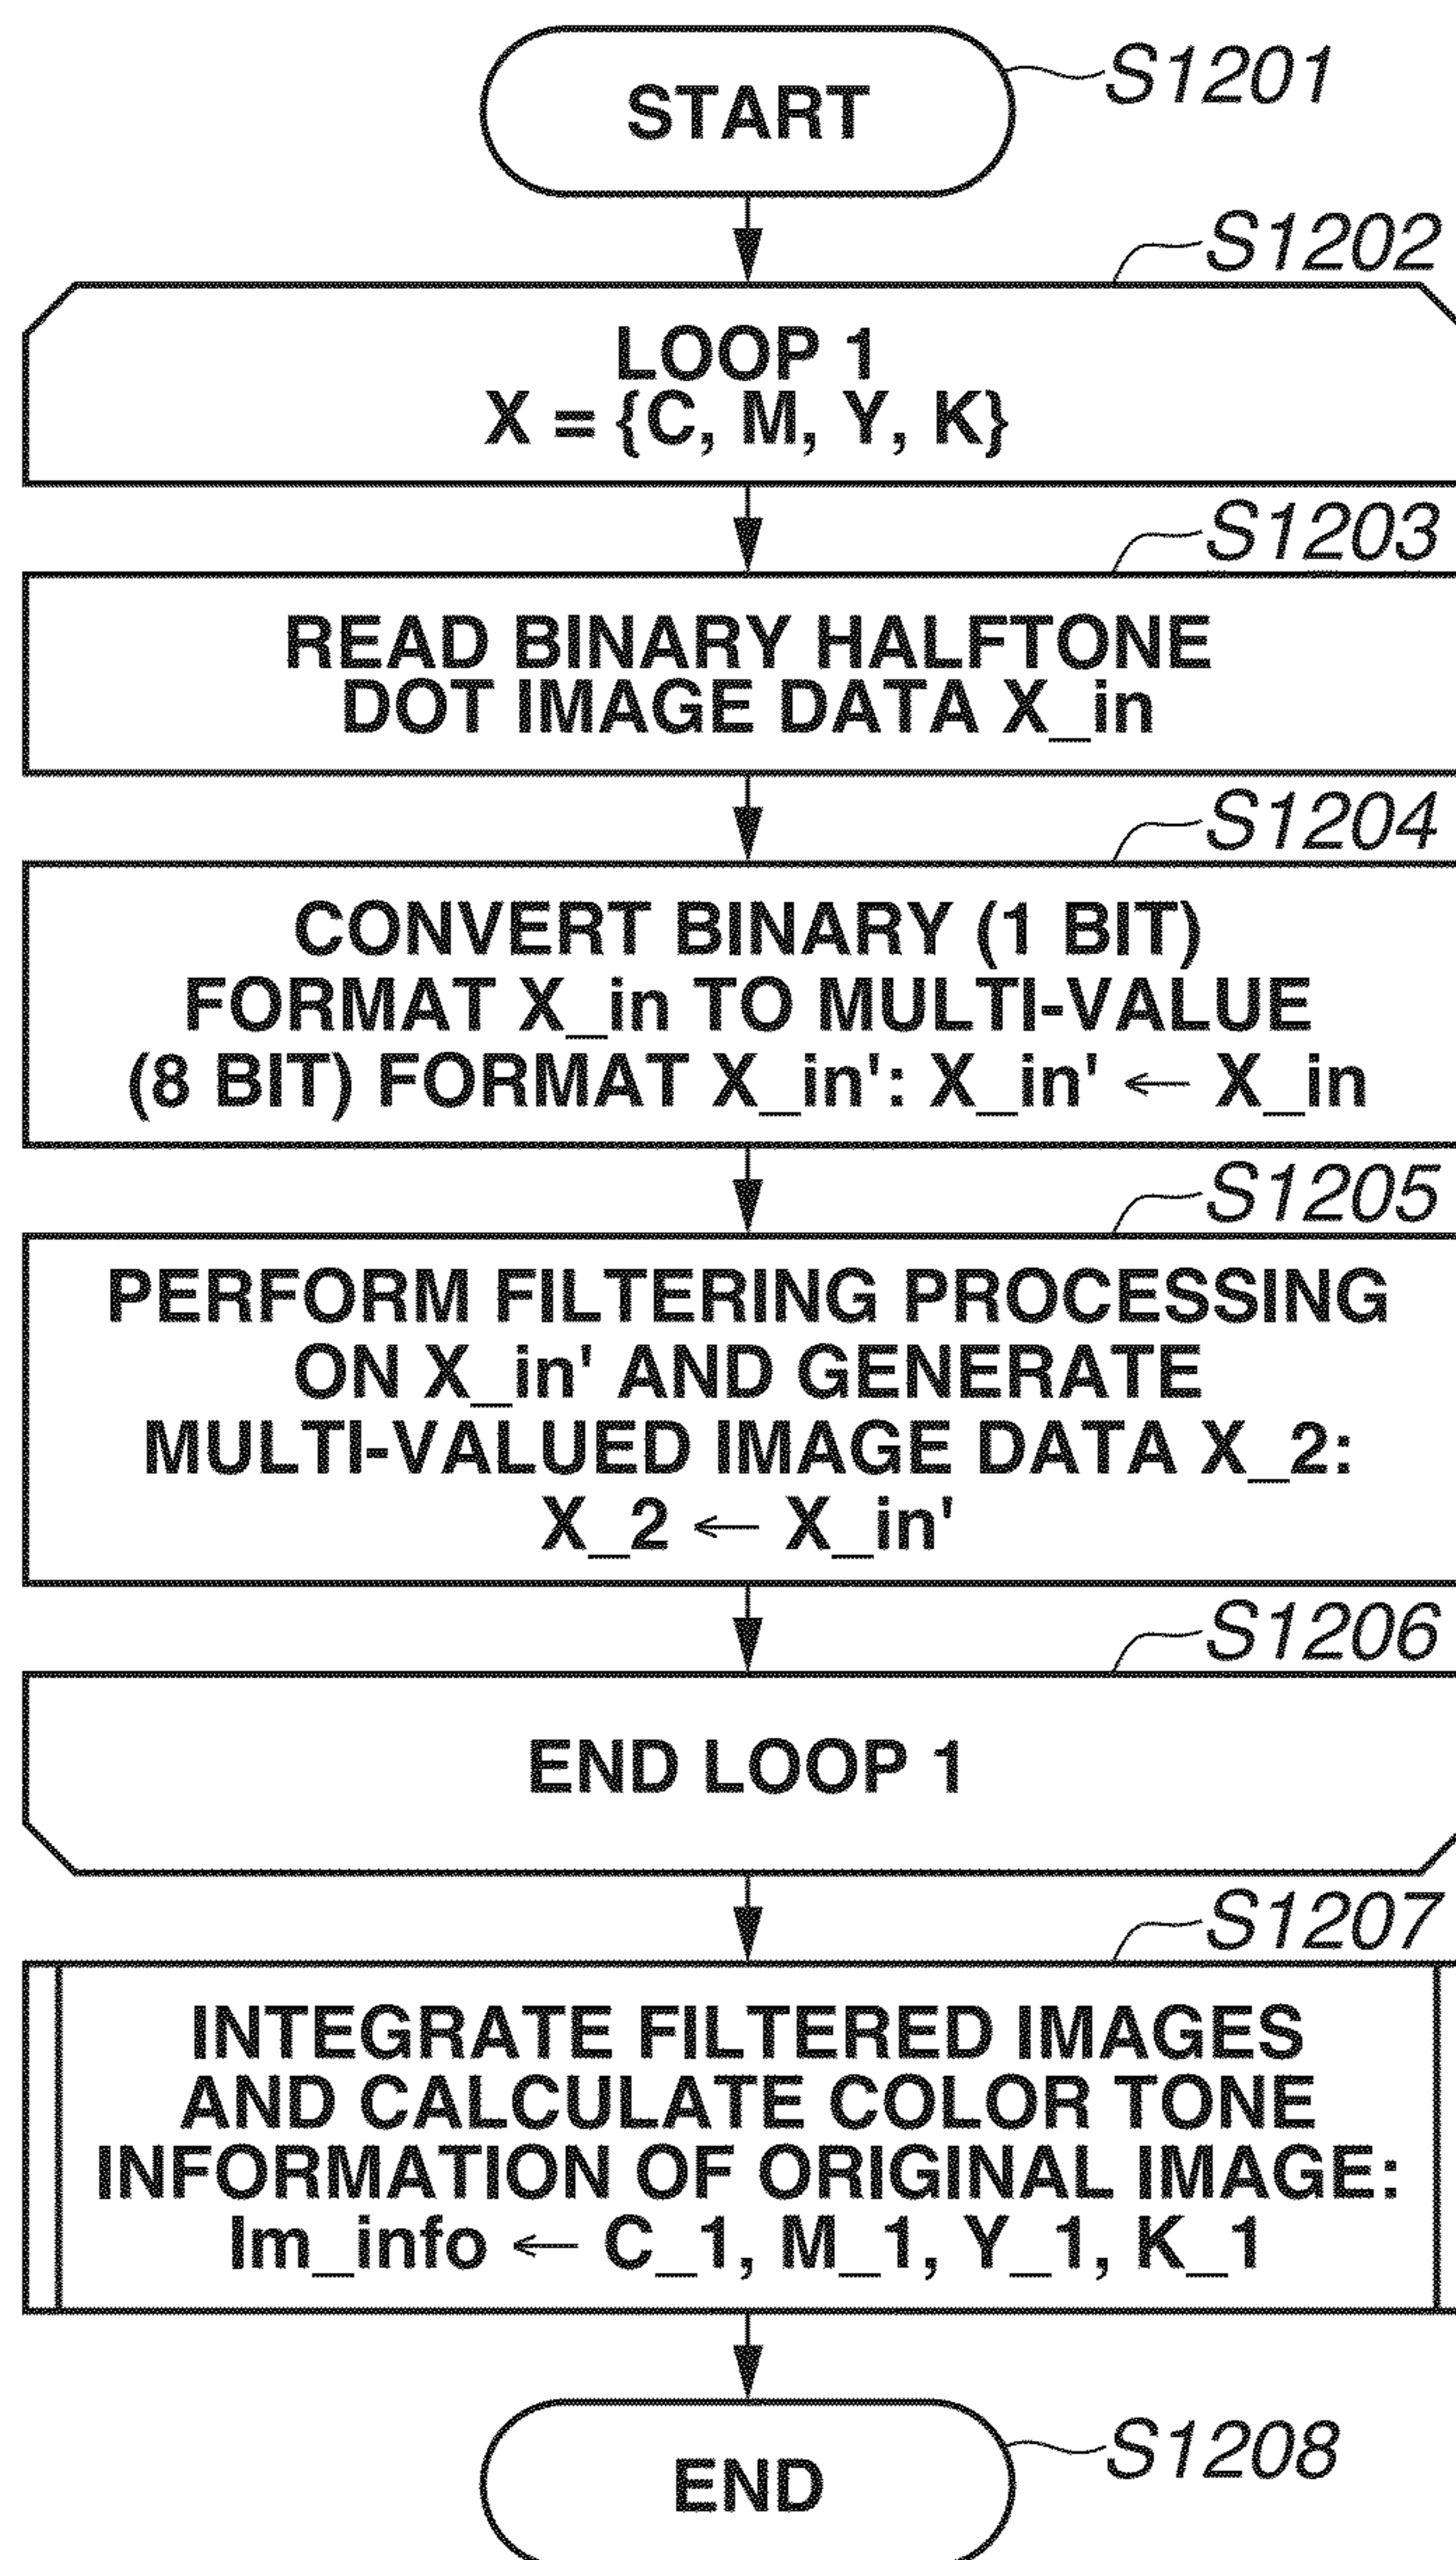 START
S1201
S1202
LOOP 1
X = {C, M, Y, K}
S1203
READ BINARY HALFTONE
DOT IMAGE DATA X_in
S1204
CONVERT BINARY (1 BIT)
FORMAT X_in TO MULTI-VALUE
(8 BIT) FORMAT X_in': X_in' ← X_in
S1205
PERFORM FILTERING PROCESSING
ON X_in' AND GENERATE
MULTI-VALUED IMAGE DATA X_2:
X_2 ← X_in'
S1206
END LOOP 1
S1207
INTEGRATE FILTERED IMAGES
AND CALCULATE COLOR TONE
INFORMATION OF ORIGINAL IMAGE:
Im_info ← C_1, M_1, Y_1, K_1
END
S1208